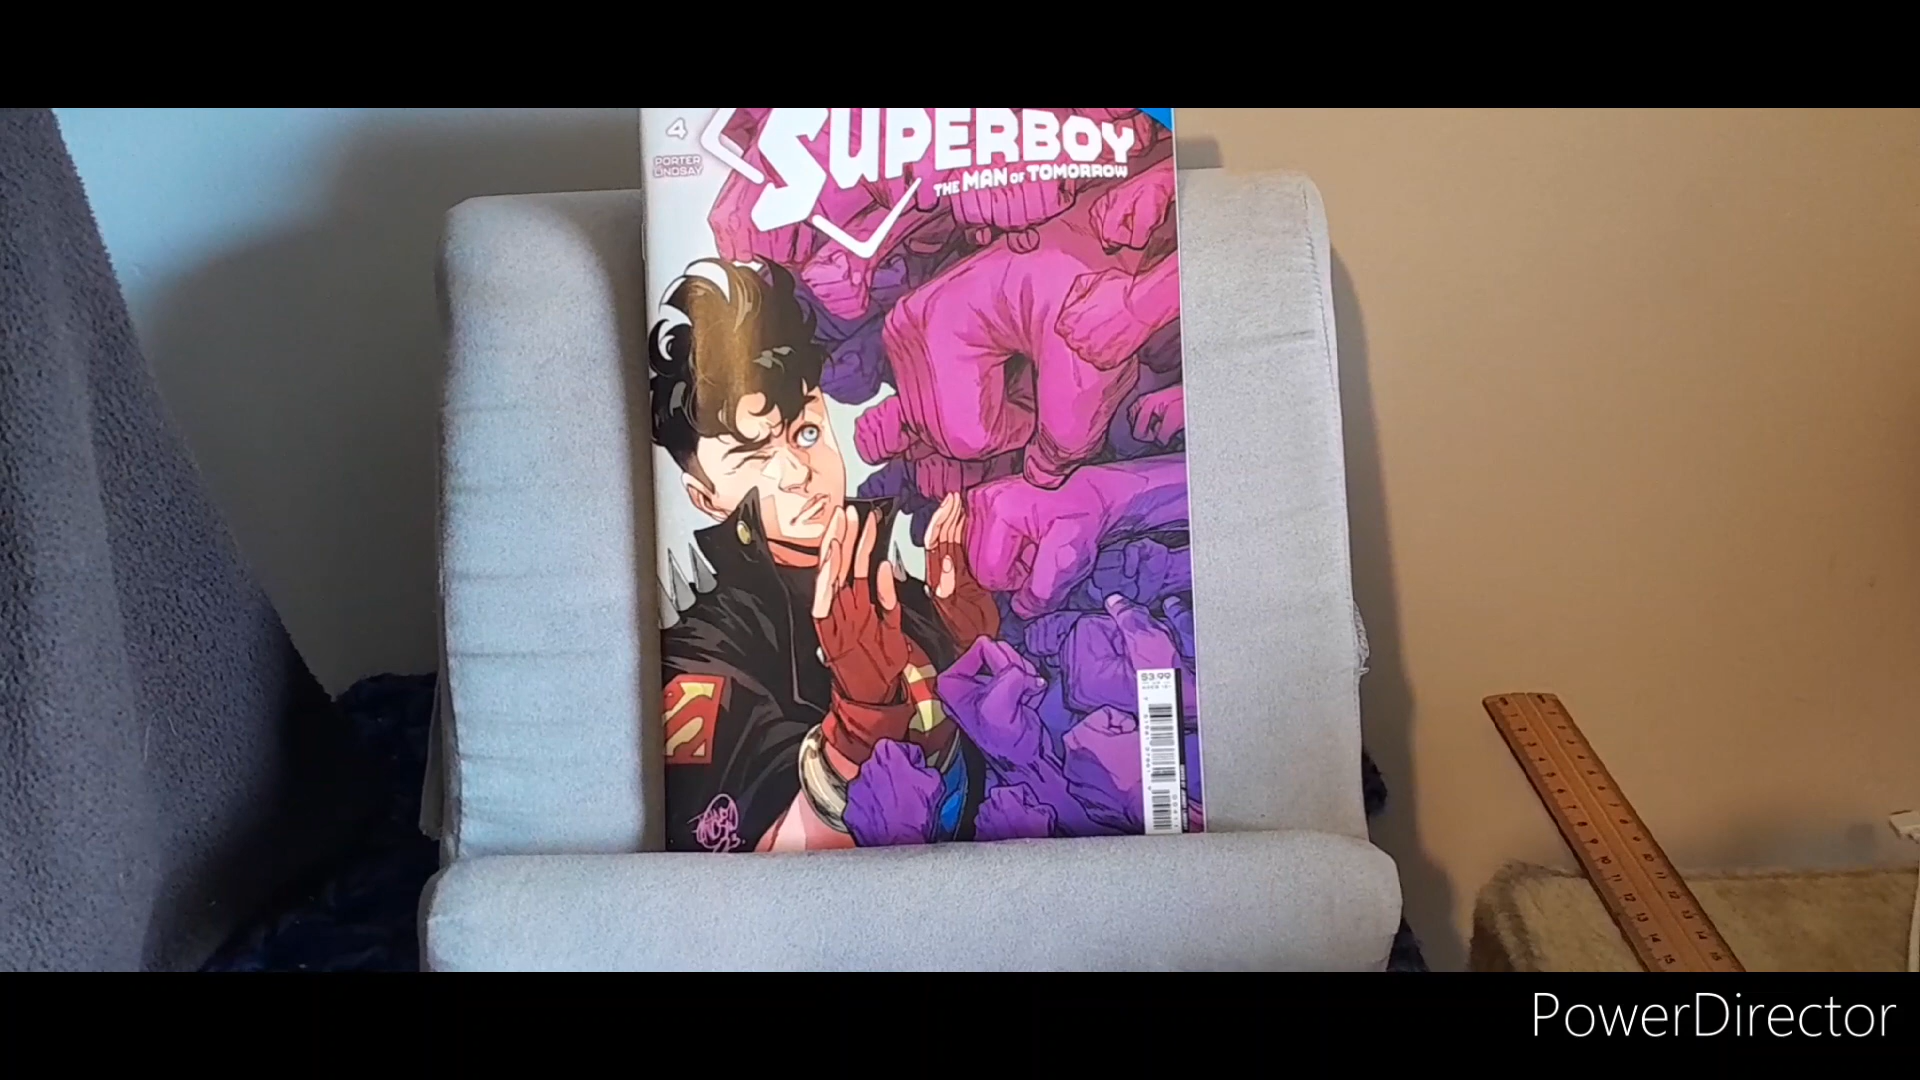 4
PORTER
LINDSAY
SUPERBOY
THE MAN OF TOMORROW
$3.99
PowerDirector